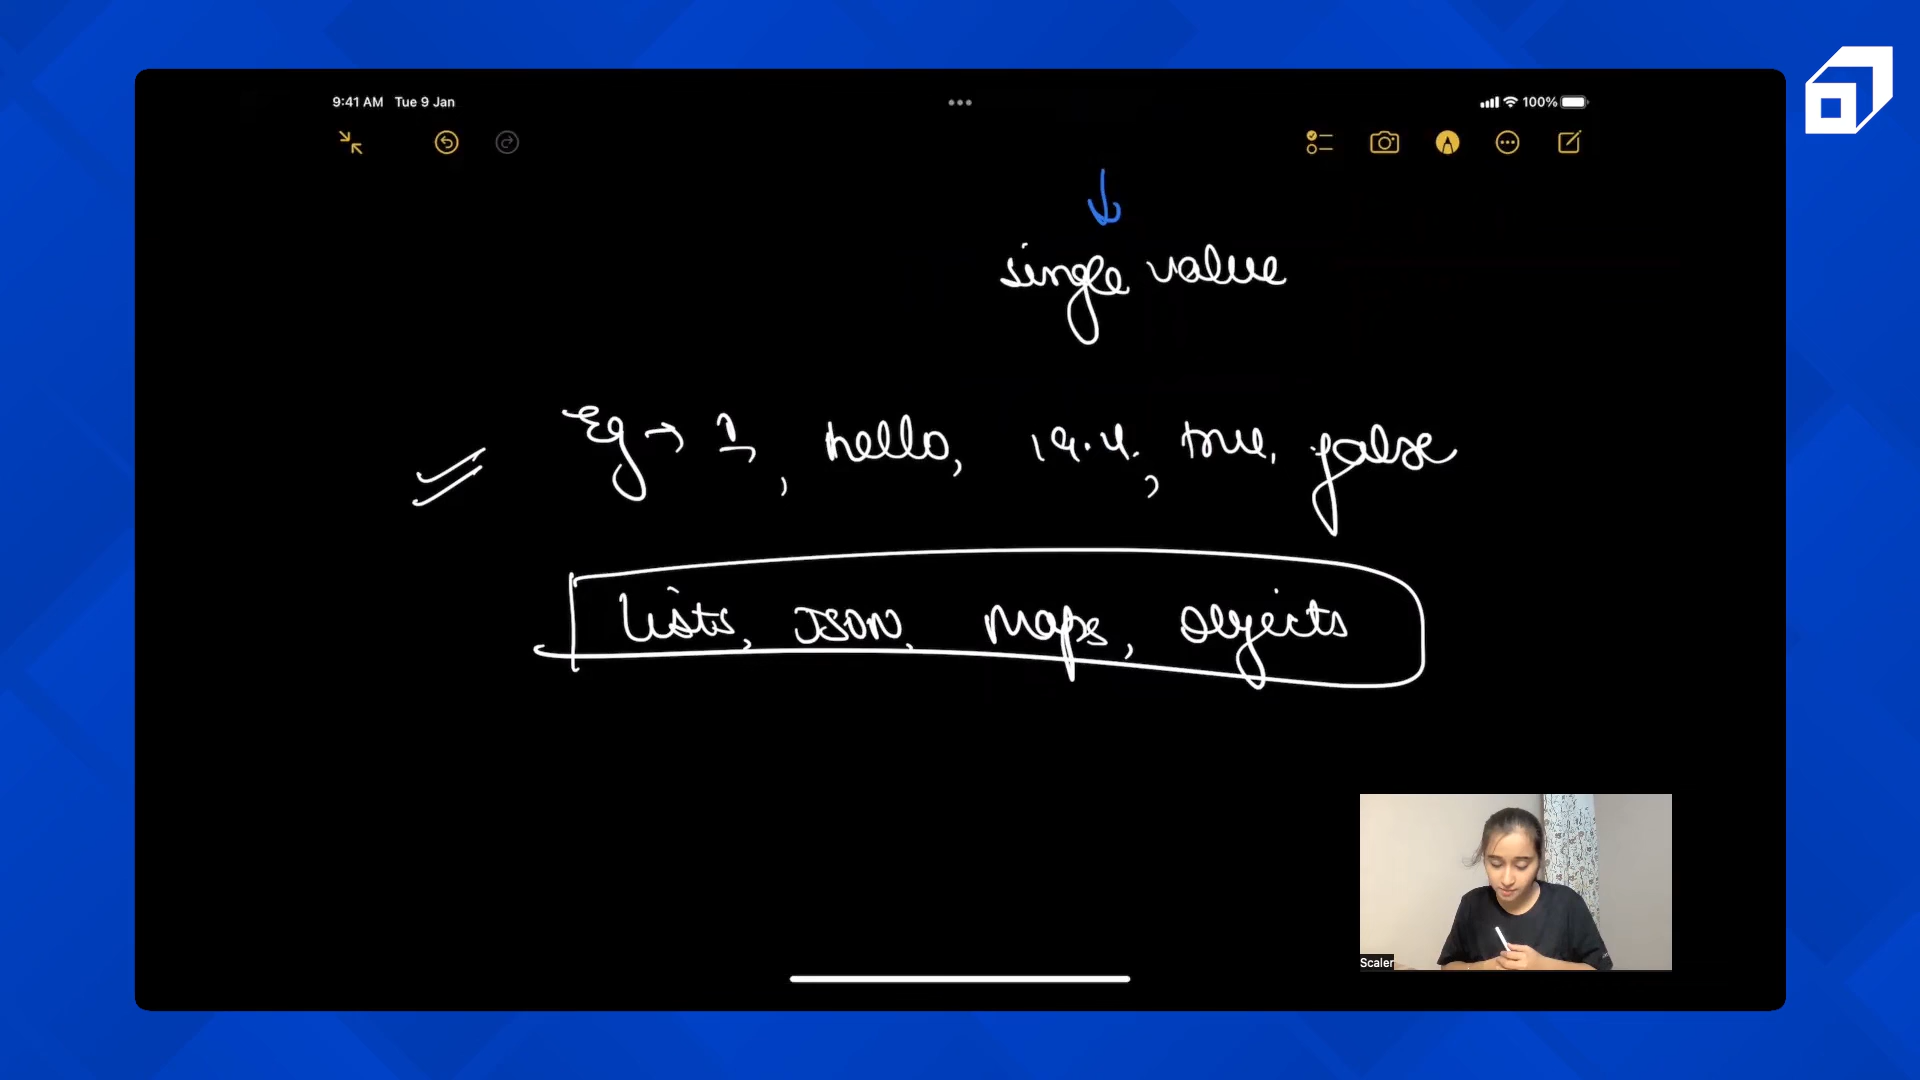 9:41 AM Tue 9 Jan
100%
single value
Eg → 1, hello, 19.4, true, false
lists, JSON, Maps, Objects
Scaler